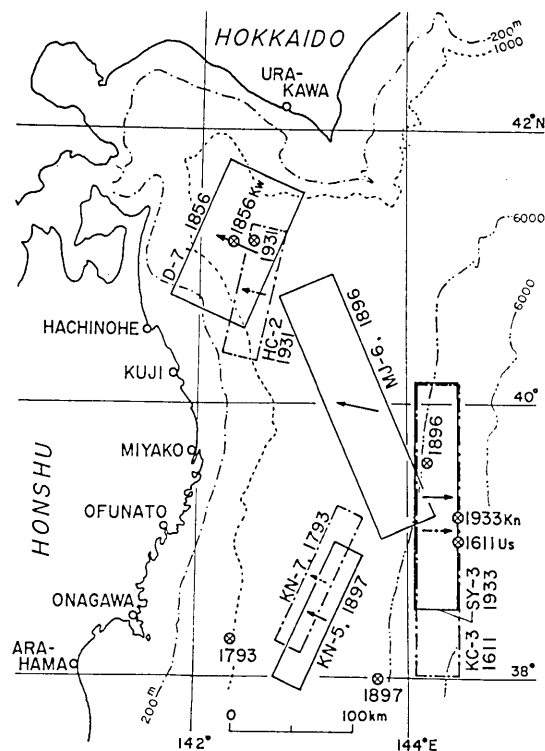 HOKKAIDO
URA-
KAWA
200m
1000
42°N
6000
6000
ID-7, 1856
1856Kw
1931Ii
HC-2
1931
MJ-6, 1896
HACHINOHE
KUJI
40°
MIYAKO
1896
HONSHU
OFUNATO
1933Kn
1611Us
KN-7, 1793
KN-5, 1897
SY-3
1933
KC-3
1611
ONAGAWA
ARA-
HAMA
1793
1897
38°
200m
0
100km
142°
144°E